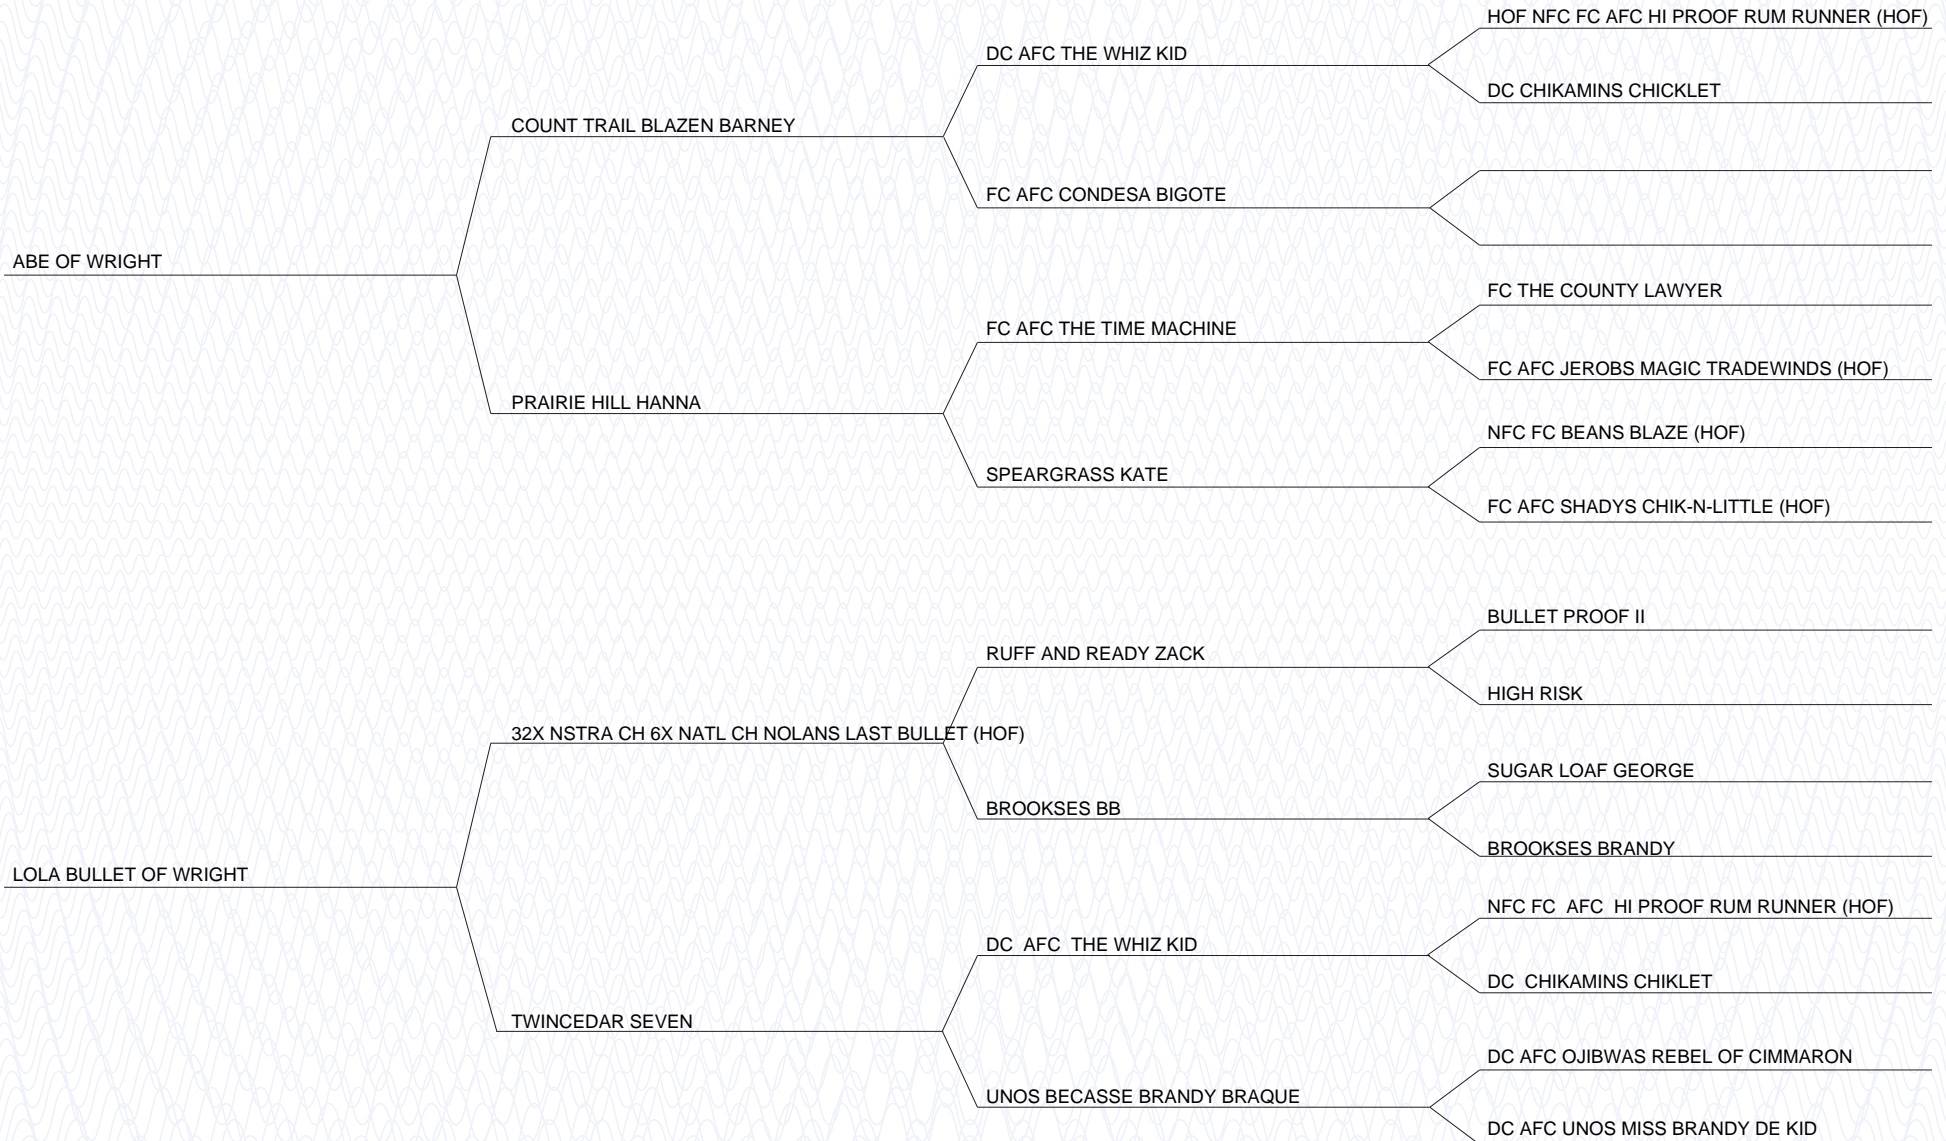 HOF NFC FC AFC HI PROOF RUM RUNNER (HOF)
DC AFC THE WHIZ KID
DC CHIKAMINS CHICKLET
COUNT TRAIL BLAZEN BARNEY
FC AFC CONDESA BIGOTE
ABE OF WRIGHT
FC THE COUNTY LAWYER
FC AFC THE TIME MACHINE
FC AFC JEROBS MAGIC TRADEWINDS (HOF)
PRAIRIE HILL HANNA
NFC FC BEANS BLAZE (HOF)
SPEARGRASS KATE
FC AFC SHADYS CHIK-N-LITTLE (HOF)
BULLET PROOF II
RUFF AND READY ZACK
HIGH RISK
32X NSTRA CH 6X NATL CH NOLANS LAST BULLET (HOF)
SUGAR LOAF GEORGE
BROOKSES BB
BROOKSES BRANDY
LOLA BULLET OF WRIGHT
NFC FC  AFC  HI PROOF RUM RUNNER (HOF)
DC  AFC  THE WHIZ KID
DC  CHIKAMINS CHIKLET
TWINCEDAR SEVEN
DC AFC OJIBWAS REBEL OF CIMMARON
UNOS BECASSE BRANDY BRAQUE
DC AFC UNOS MISS BRANDY DE KID